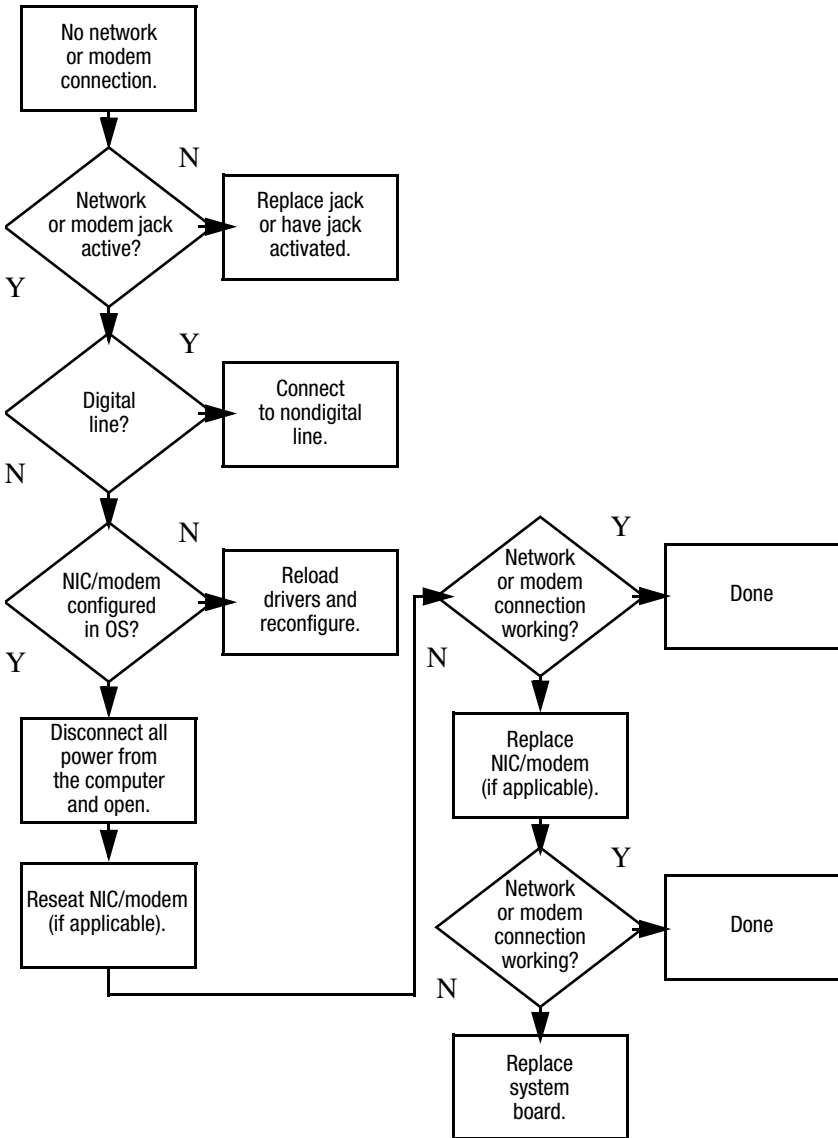 No network
or modem
connection.
N
Network
or modem jack
active?
Replace jack
or have jack
activated.
Y
Y
Digital
line?
Connect
to nondigital
line.
N
N
NIC/modem
configured
in OS?
Reload
drivers and
reconfigure.
Y
Disconnect all
power from
the computer
and open.
Reseat NIC/modem
(if applicable).
Y
Network
or modem
connection
working?
Done
N
Replace
NIC/modem
(if applicable).
Y
Network
or modem
connection
working?
Done
N
Replace
system
board.